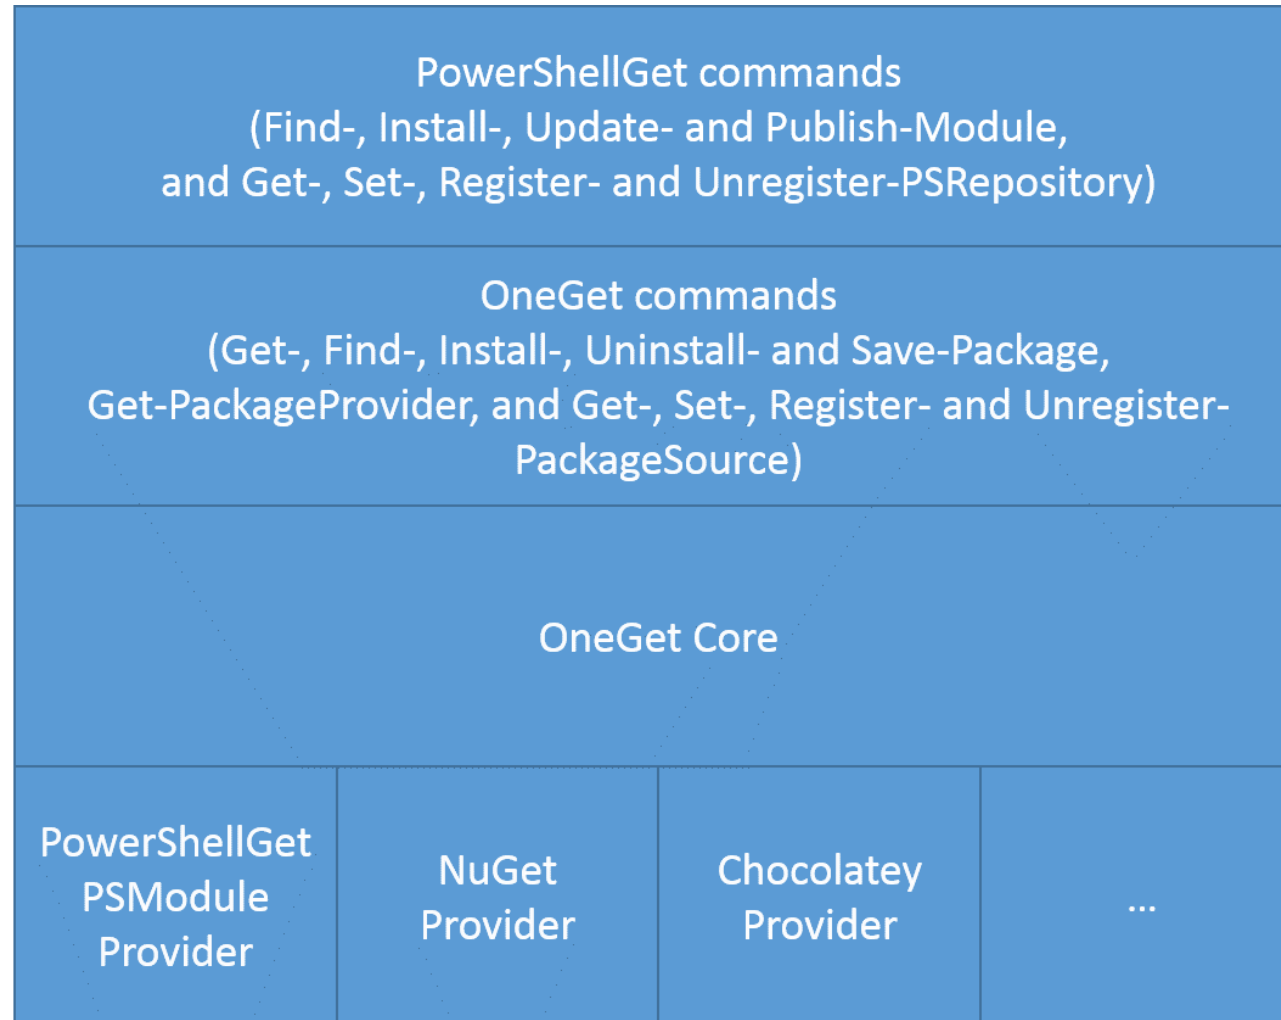 PowerShellGet commands
(Find-, Install-, Update- and Publish-Module,
and Get-, Set-, Register- and Unregister-PSRepository)
OneGet commands
(Get-, Find-, Install-, Uninstall- and Save-Package,
Get-PackageProvider, and Get-, Set-, Register- and Unregister-
PackageSource)
OneGet Core
PowerShellGet
PSModule
Provider
NuGet
Provider
Chocolatey
Provider
...